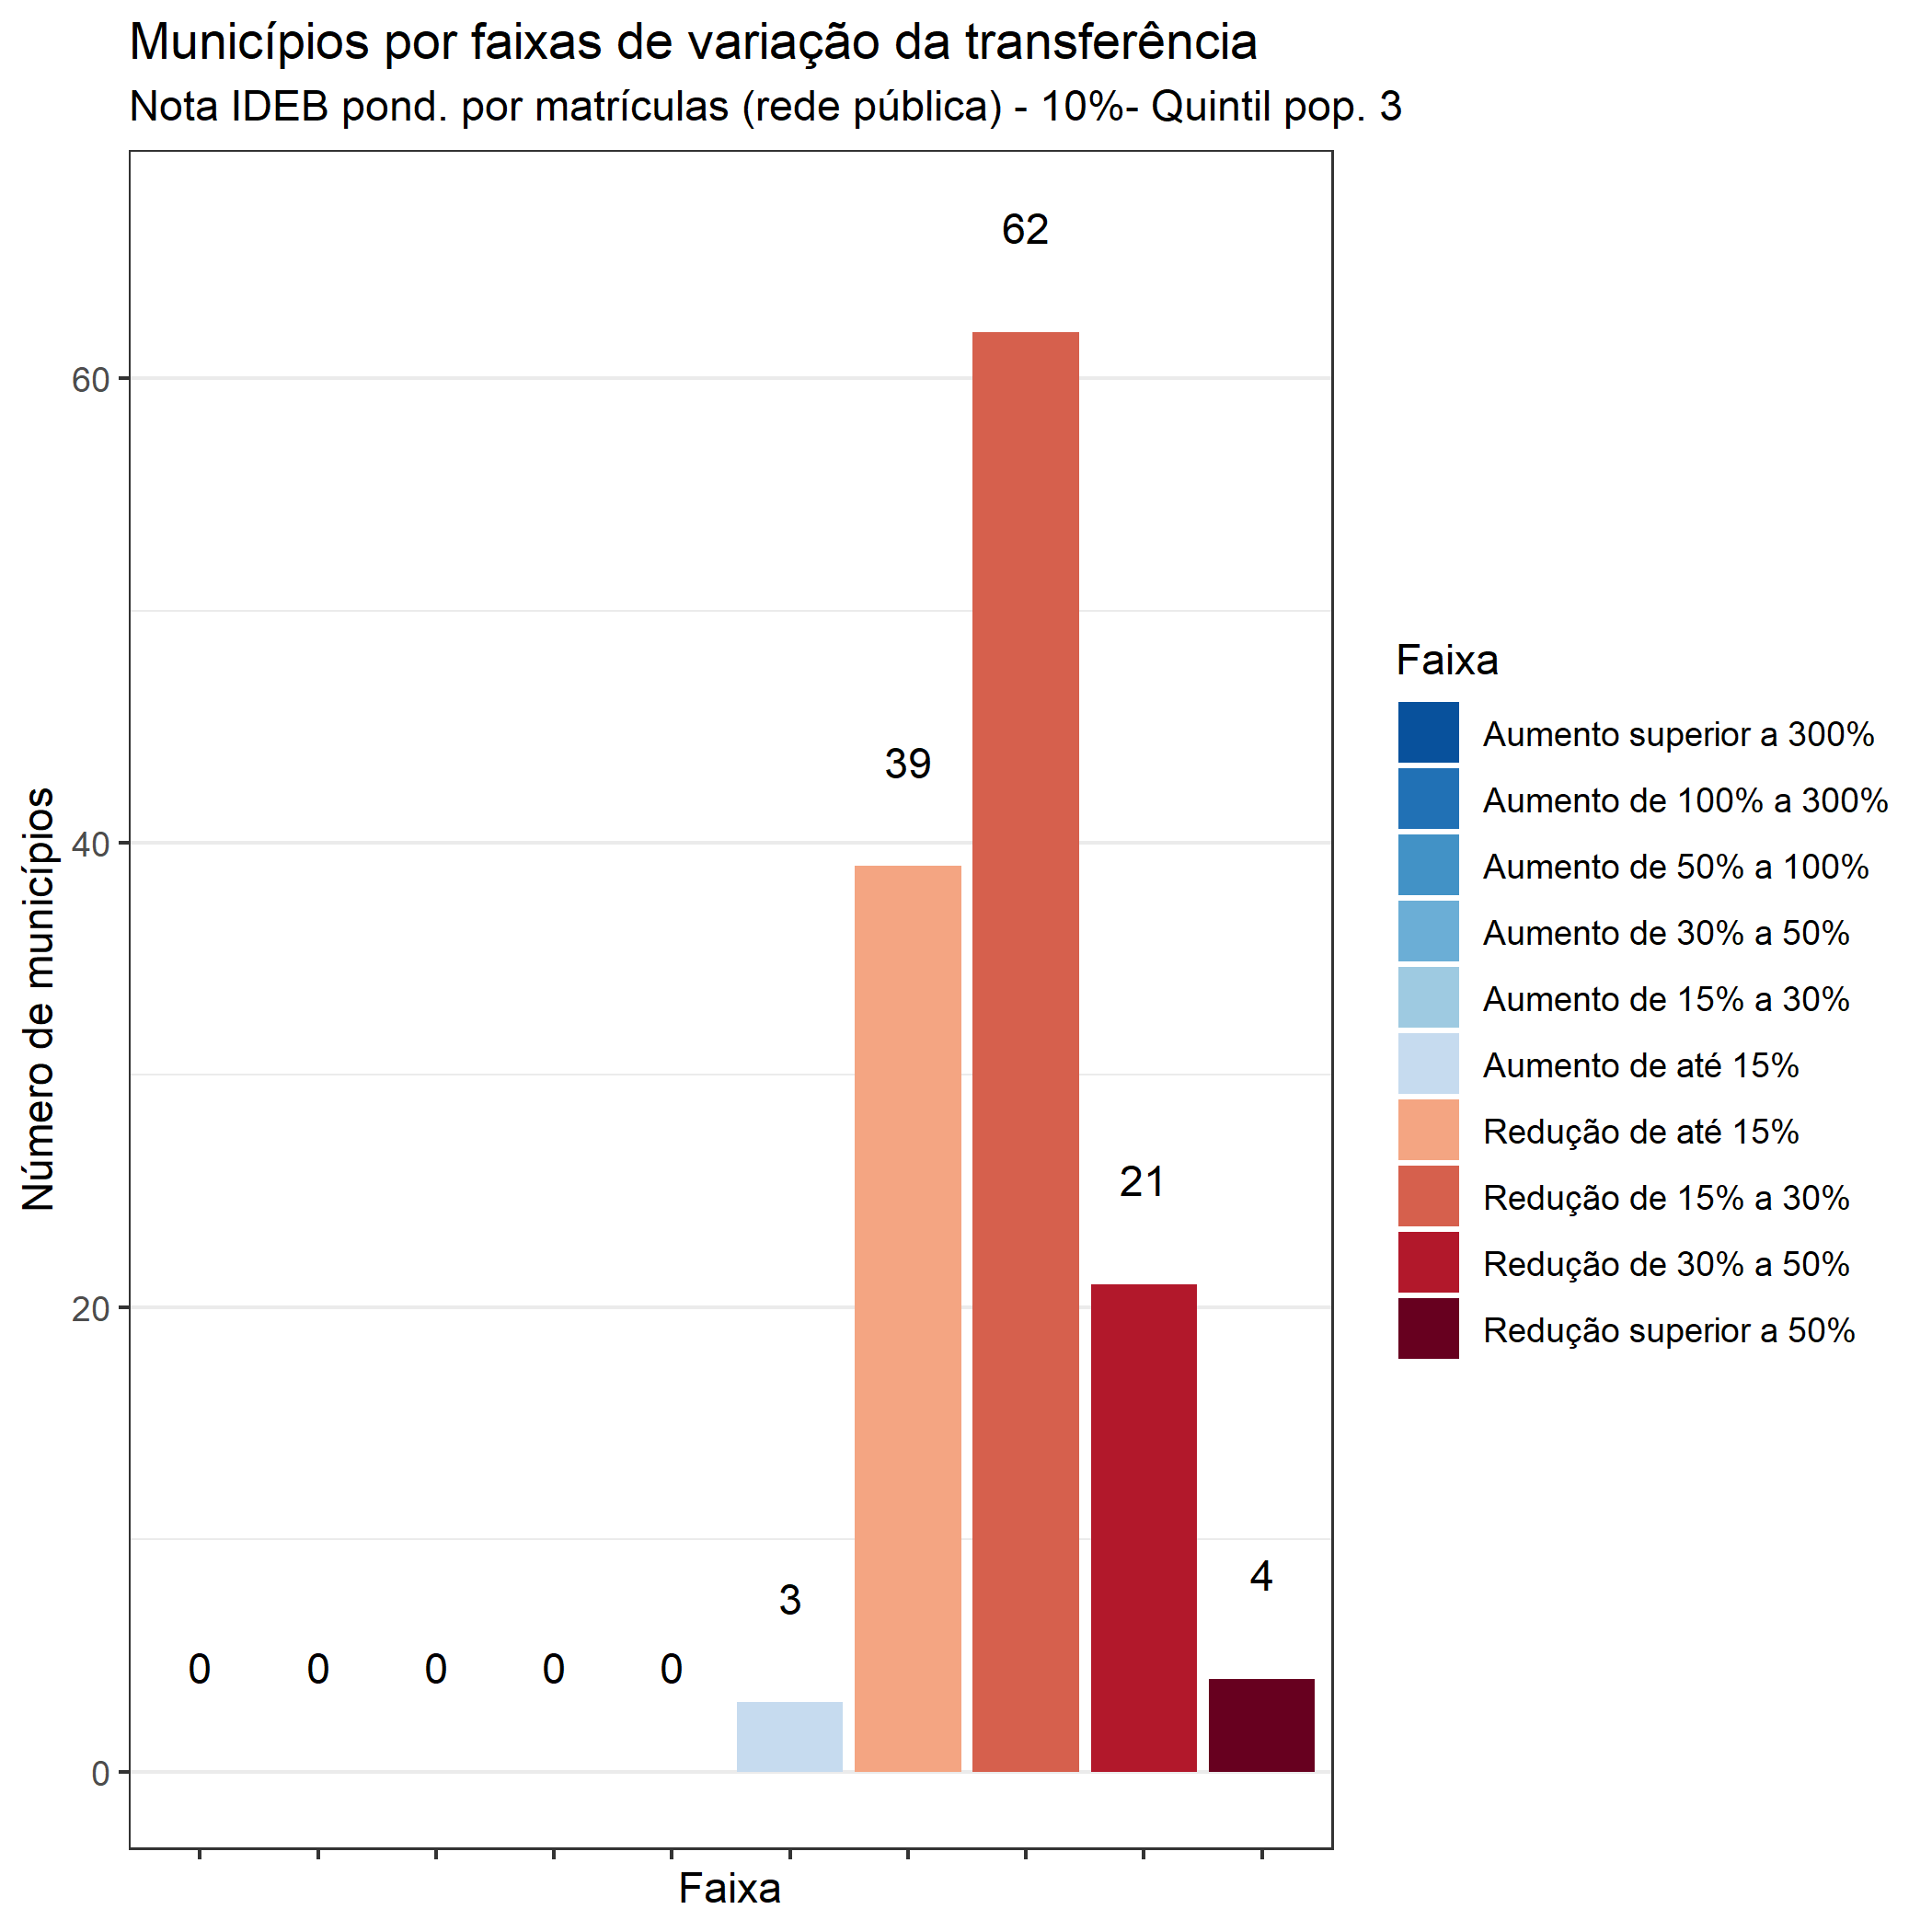 Municípios por faixas de variação da transferência
Nota IDEB pond. por matrículas (rede pública) - 10%- Quintil pop. 3
Número de municípios
60
40
20
0
0
0
0
0
0
3
39
62
21
4
Faixa
Faixa
Aumento superior a 300%
Aumento de 100% a 300%
Aumento de 50% a 100%
Aumento de 30% a 50%
Aumento de 15% a 30%
Aumento de até 15%
Redução de até 15%
Redução de 15% a 30%
Redução de 30% a 50%
Redução superior a 50%